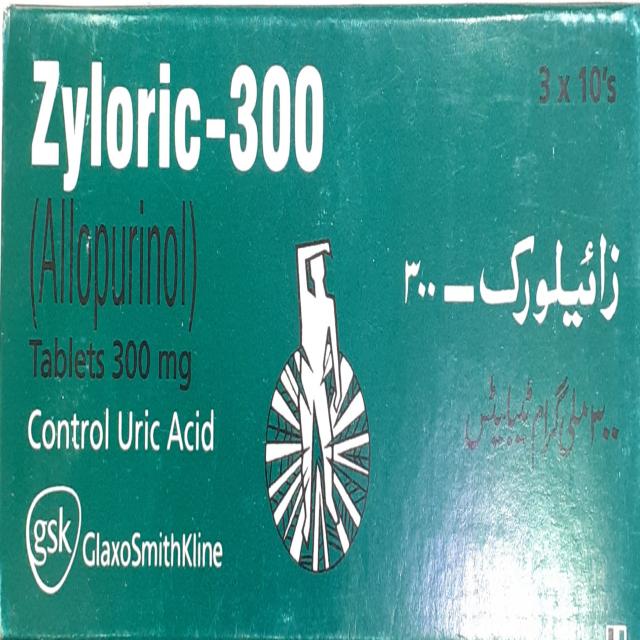 Zyloric-300
3 x 10's
(Allopurinol)
زائیلورک – ۳۰۰
Tablets 300 mg
۳۰۰ ملی گرام ٹیبلیٹس
Control Uric Acid
gsk GlaxoSmithKline